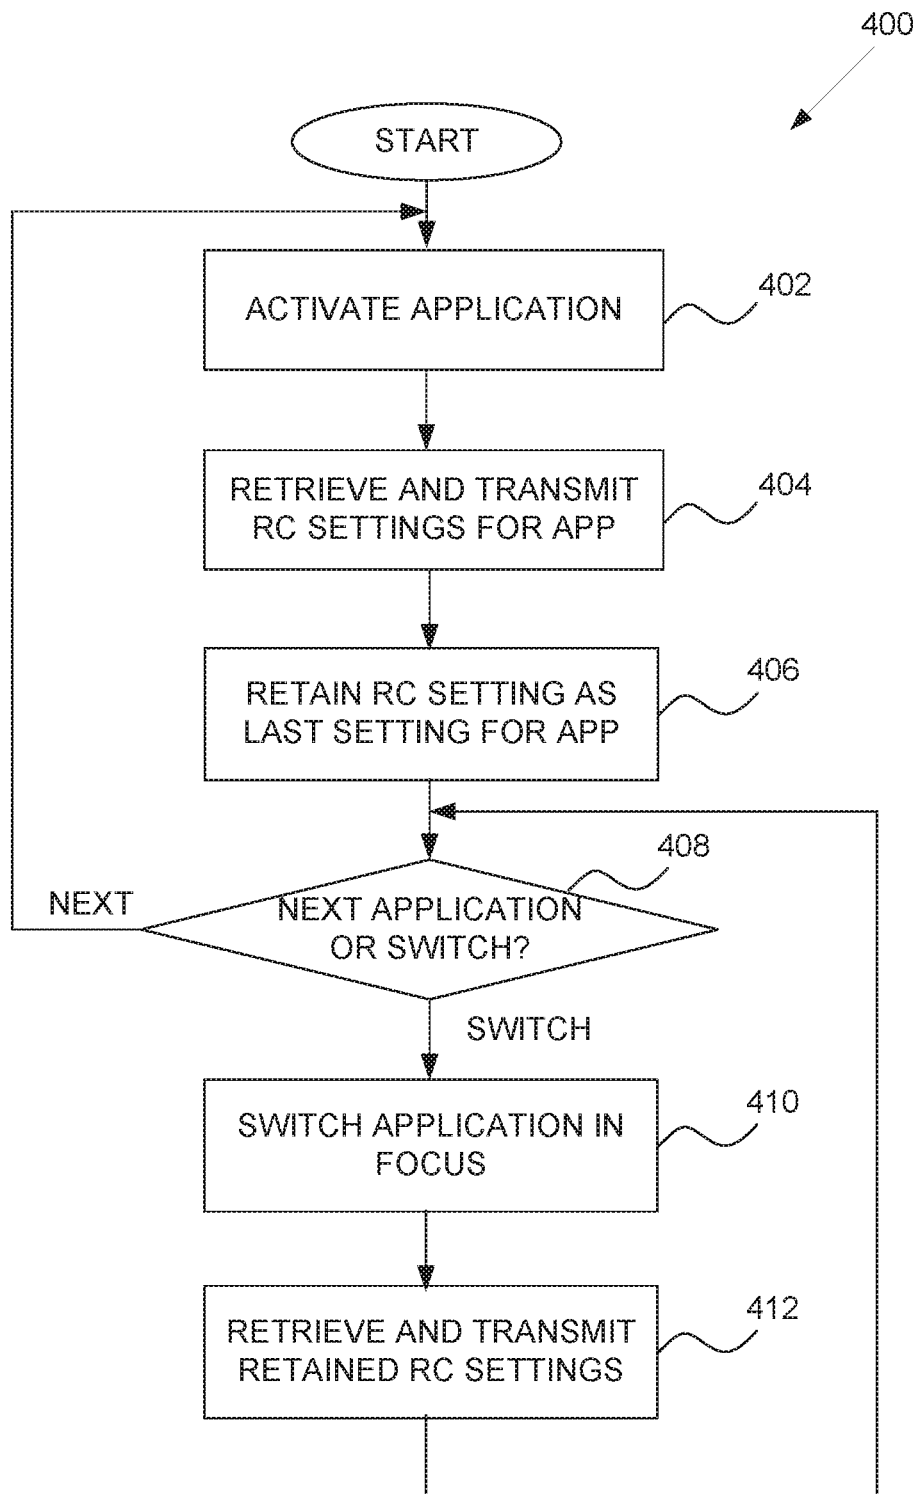 400
START
ACTIVATE APPLICATION
402
RETRIEVE AND TRANSMIT
RC SETTINGS FOR APP
404
RETAIN RC SETTING AS
LAST SETTING FOR APP
406
408
NEXT
NEXT APPLICATION
OR SWITCH?
SWITCH
SWITCH APPLICATION IN
FOCUS
410
RETRIEVE AND TRANSMIT
RETAINED RC SETTINGS
412